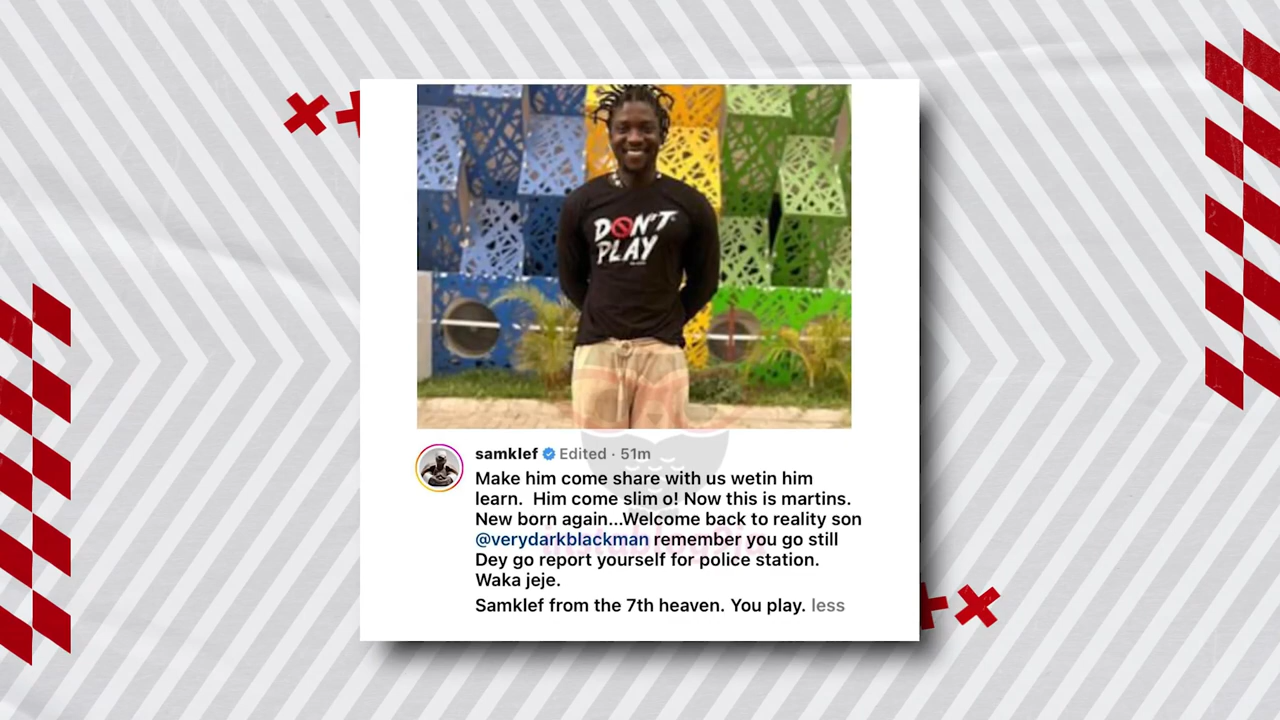 DON'T
PLAY
samklef Edited · 51m
Make him come share with us wetin him
learn. Him come slim o! Now this is martins.
New born again...Welcome back to reality son
@verydarkblackman remember you go still
Dey go report yourself for police station.
Waka jeje.
Samklef from the 7th heaven. You play. less